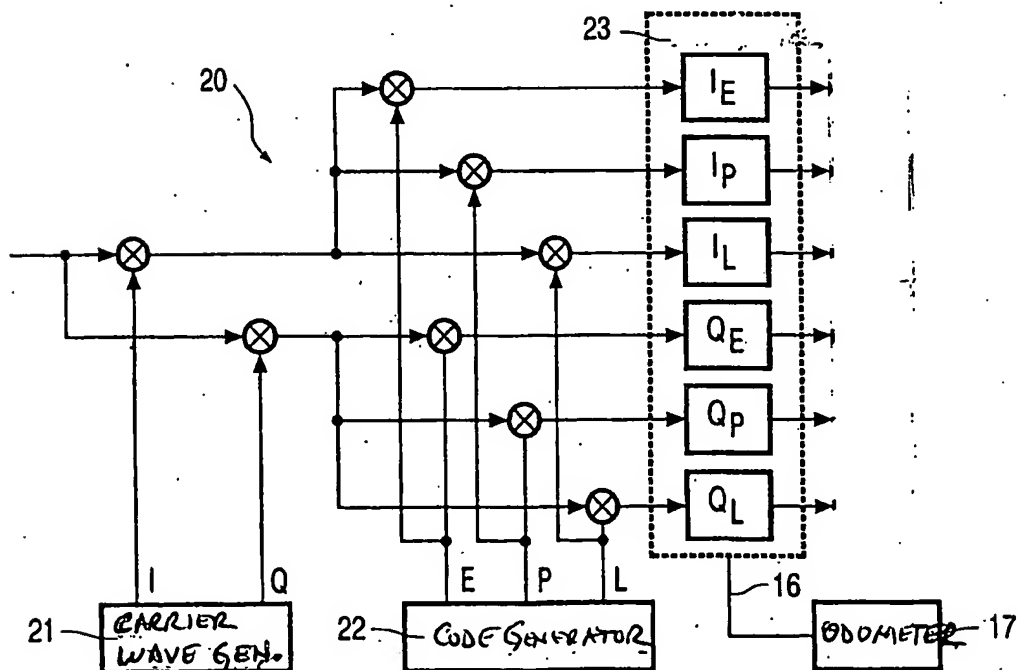 23
20
I_E
I_P
I_L
Q_E
Q_P
Q_L
I
Q
E
P
L
16
21
CARRIER
WAVE GEN.
22
CODE GENERATOR
ODOMETER
17